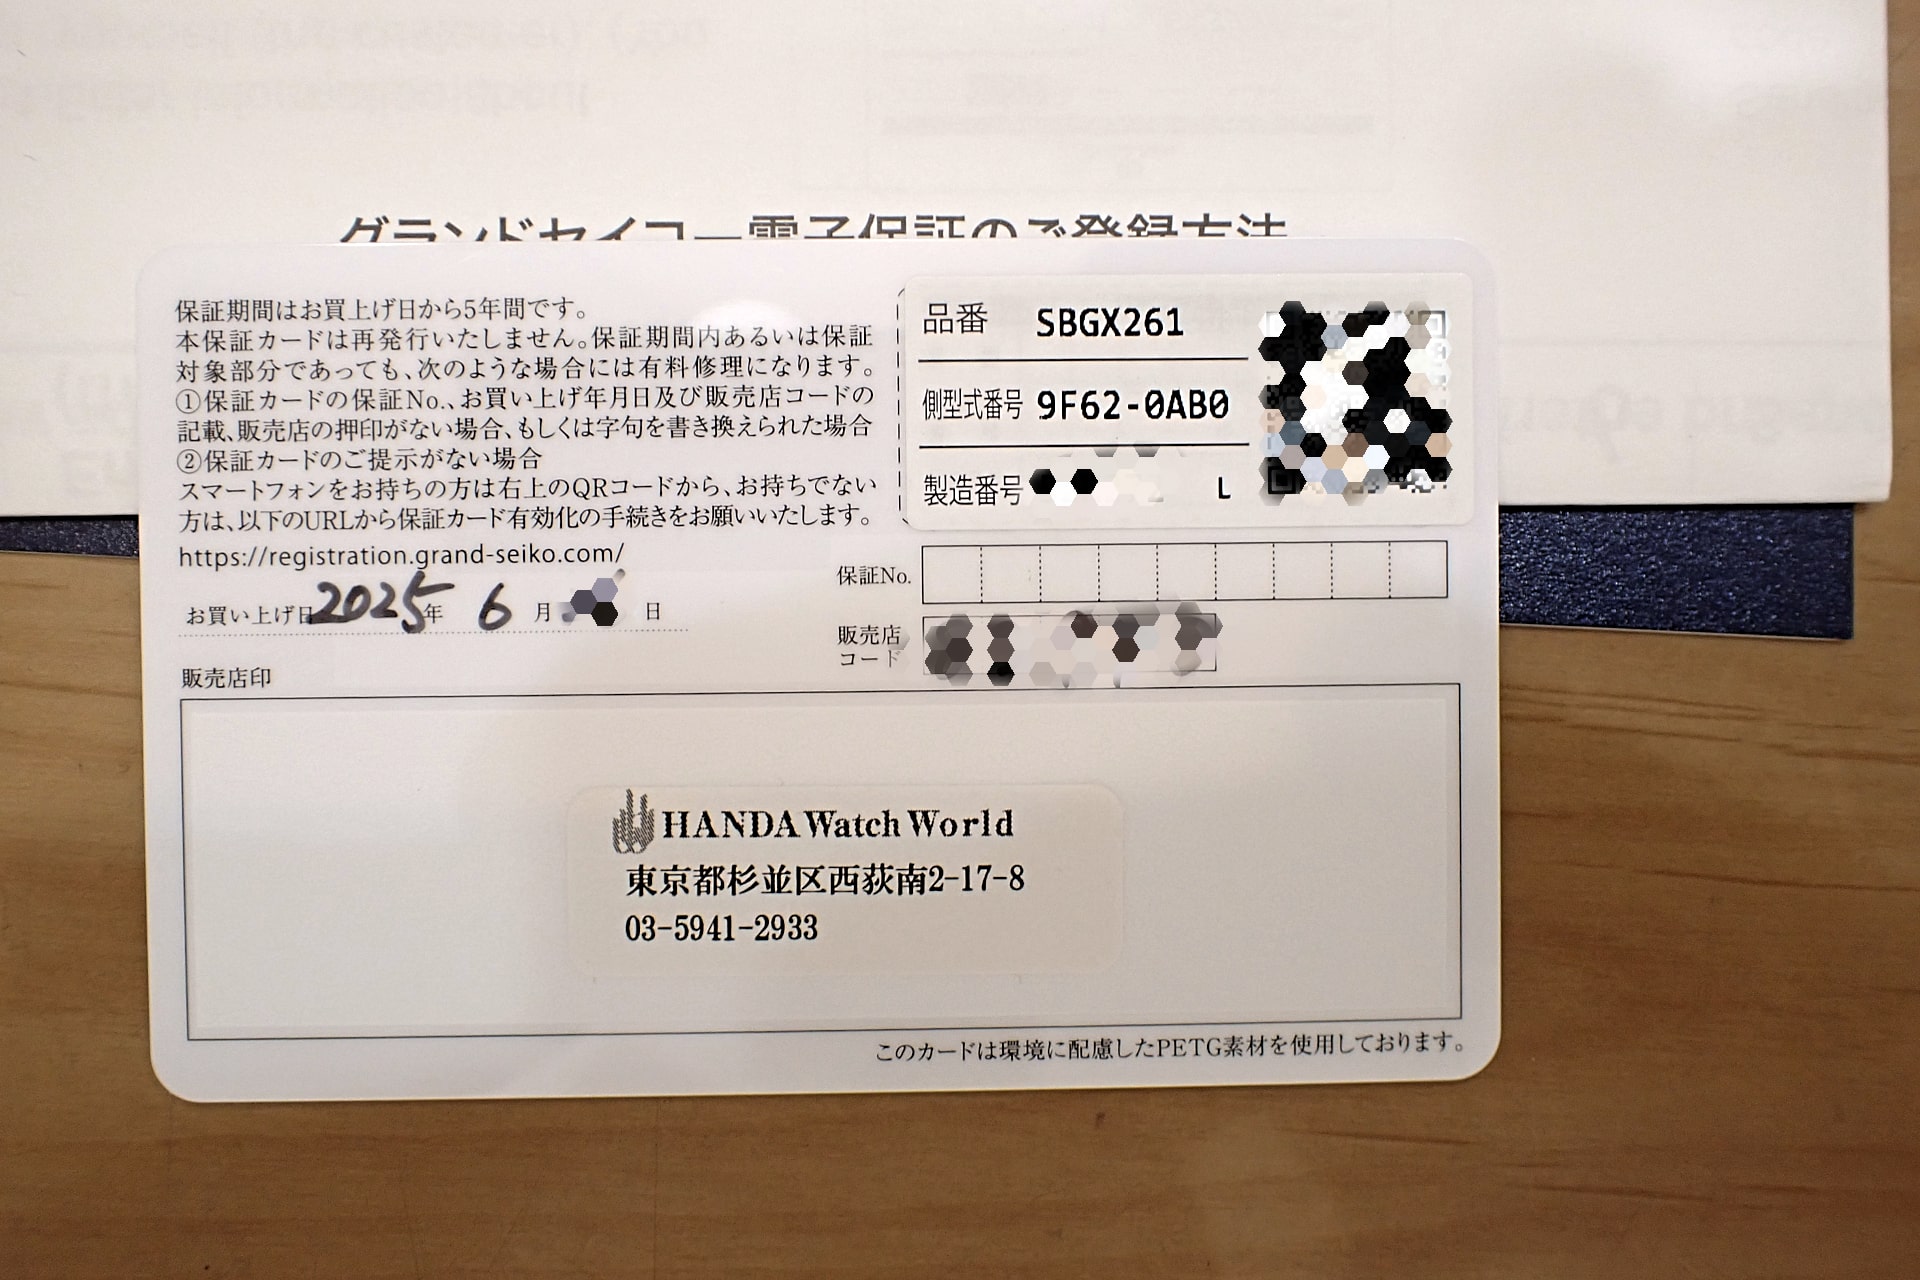 グランドセイコー電子保証のご登録方法
保証期間はお買上げ日から5年間です。
本保証カードは再発行いたしません。保証期間内あるいは保証
対象部分であっても、次のような場合には有料修理になります。
①保証カードの保証No.、お買い上げ年月日及び販売店コードの
記載、販売店の押印がない場合、もしくは字句を書き換えられた場合
②保証カードのご提示がない場合
スマートフォンをお持ちの方は右上のQRコードから、お持ちでない
方は、以下のURLから保証カード有効化の手続きをお願いいたします。
https://registration.grand-seiko.com/
お買い上げ日 2025年 6 月 日
品番 SBGX261
側型式番号 9F62-0AB0
製造番号 L
保証No.
販売店
コード
販売店印
HANDA Watch World
東京都杉並区西荻南2-17-8
03-5941-2933
このカードは環境に配慮したPETG素材を使用しております。